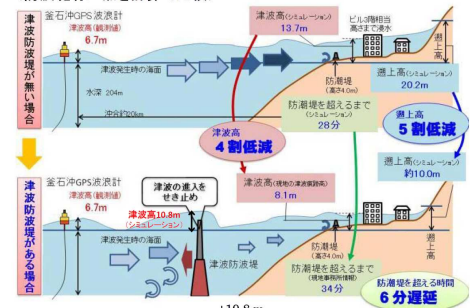 津波防波堤が無い場合
釜石沖GPS波浪計
津波高(観測値)
6.7m
津波発生時の海面
水深 204m
沖合約20km
津波高(シミュレーション)
13.7m
ビル3階相当
高さまで浸水
防潮堤
(高さ4.0m)
遡上高
遡上高(シミュレーション)
20.2m
防潮堤を超えるまで
(シミュレーション)
28分
津波高
4割低減
遡上高
5割低減
津波防波堤がある場合
釜石沖GPS波浪計
津波高(観測値)
6.7m
津波発生時の海面
津波の進入を
せき止め
津波高10.8m
(シミュレーション)
津波防波堤
津波高(現地の津波痕跡高)
8.1m
遡上高(シミュレーション)
約10.0m
防潮堤
(高さ4.0m)
遡上高
防潮堤を超えるまで
(現地事務所情報)
34分
防潮堤を超える時間
6分遅延
+10.8m